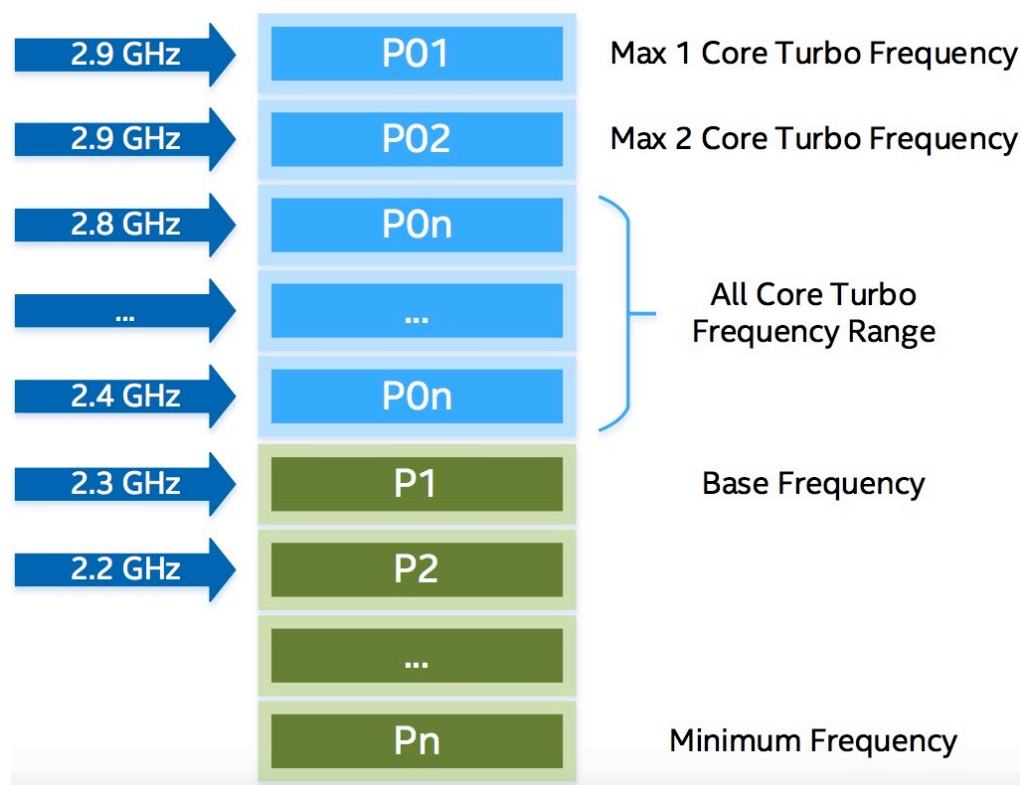 2.9 GHz P01 Max 1 Core Turbo Frequency
2.9 GHz P02 Max 2 Core Turbo Frequency
2.8 GHz P0n
... ... All Core Turbo
Frequency Range
2.4 GHz P0n
2.3 GHz P1 Base Frequency
2.2 GHz P2
...
Pn Minimum Frequency